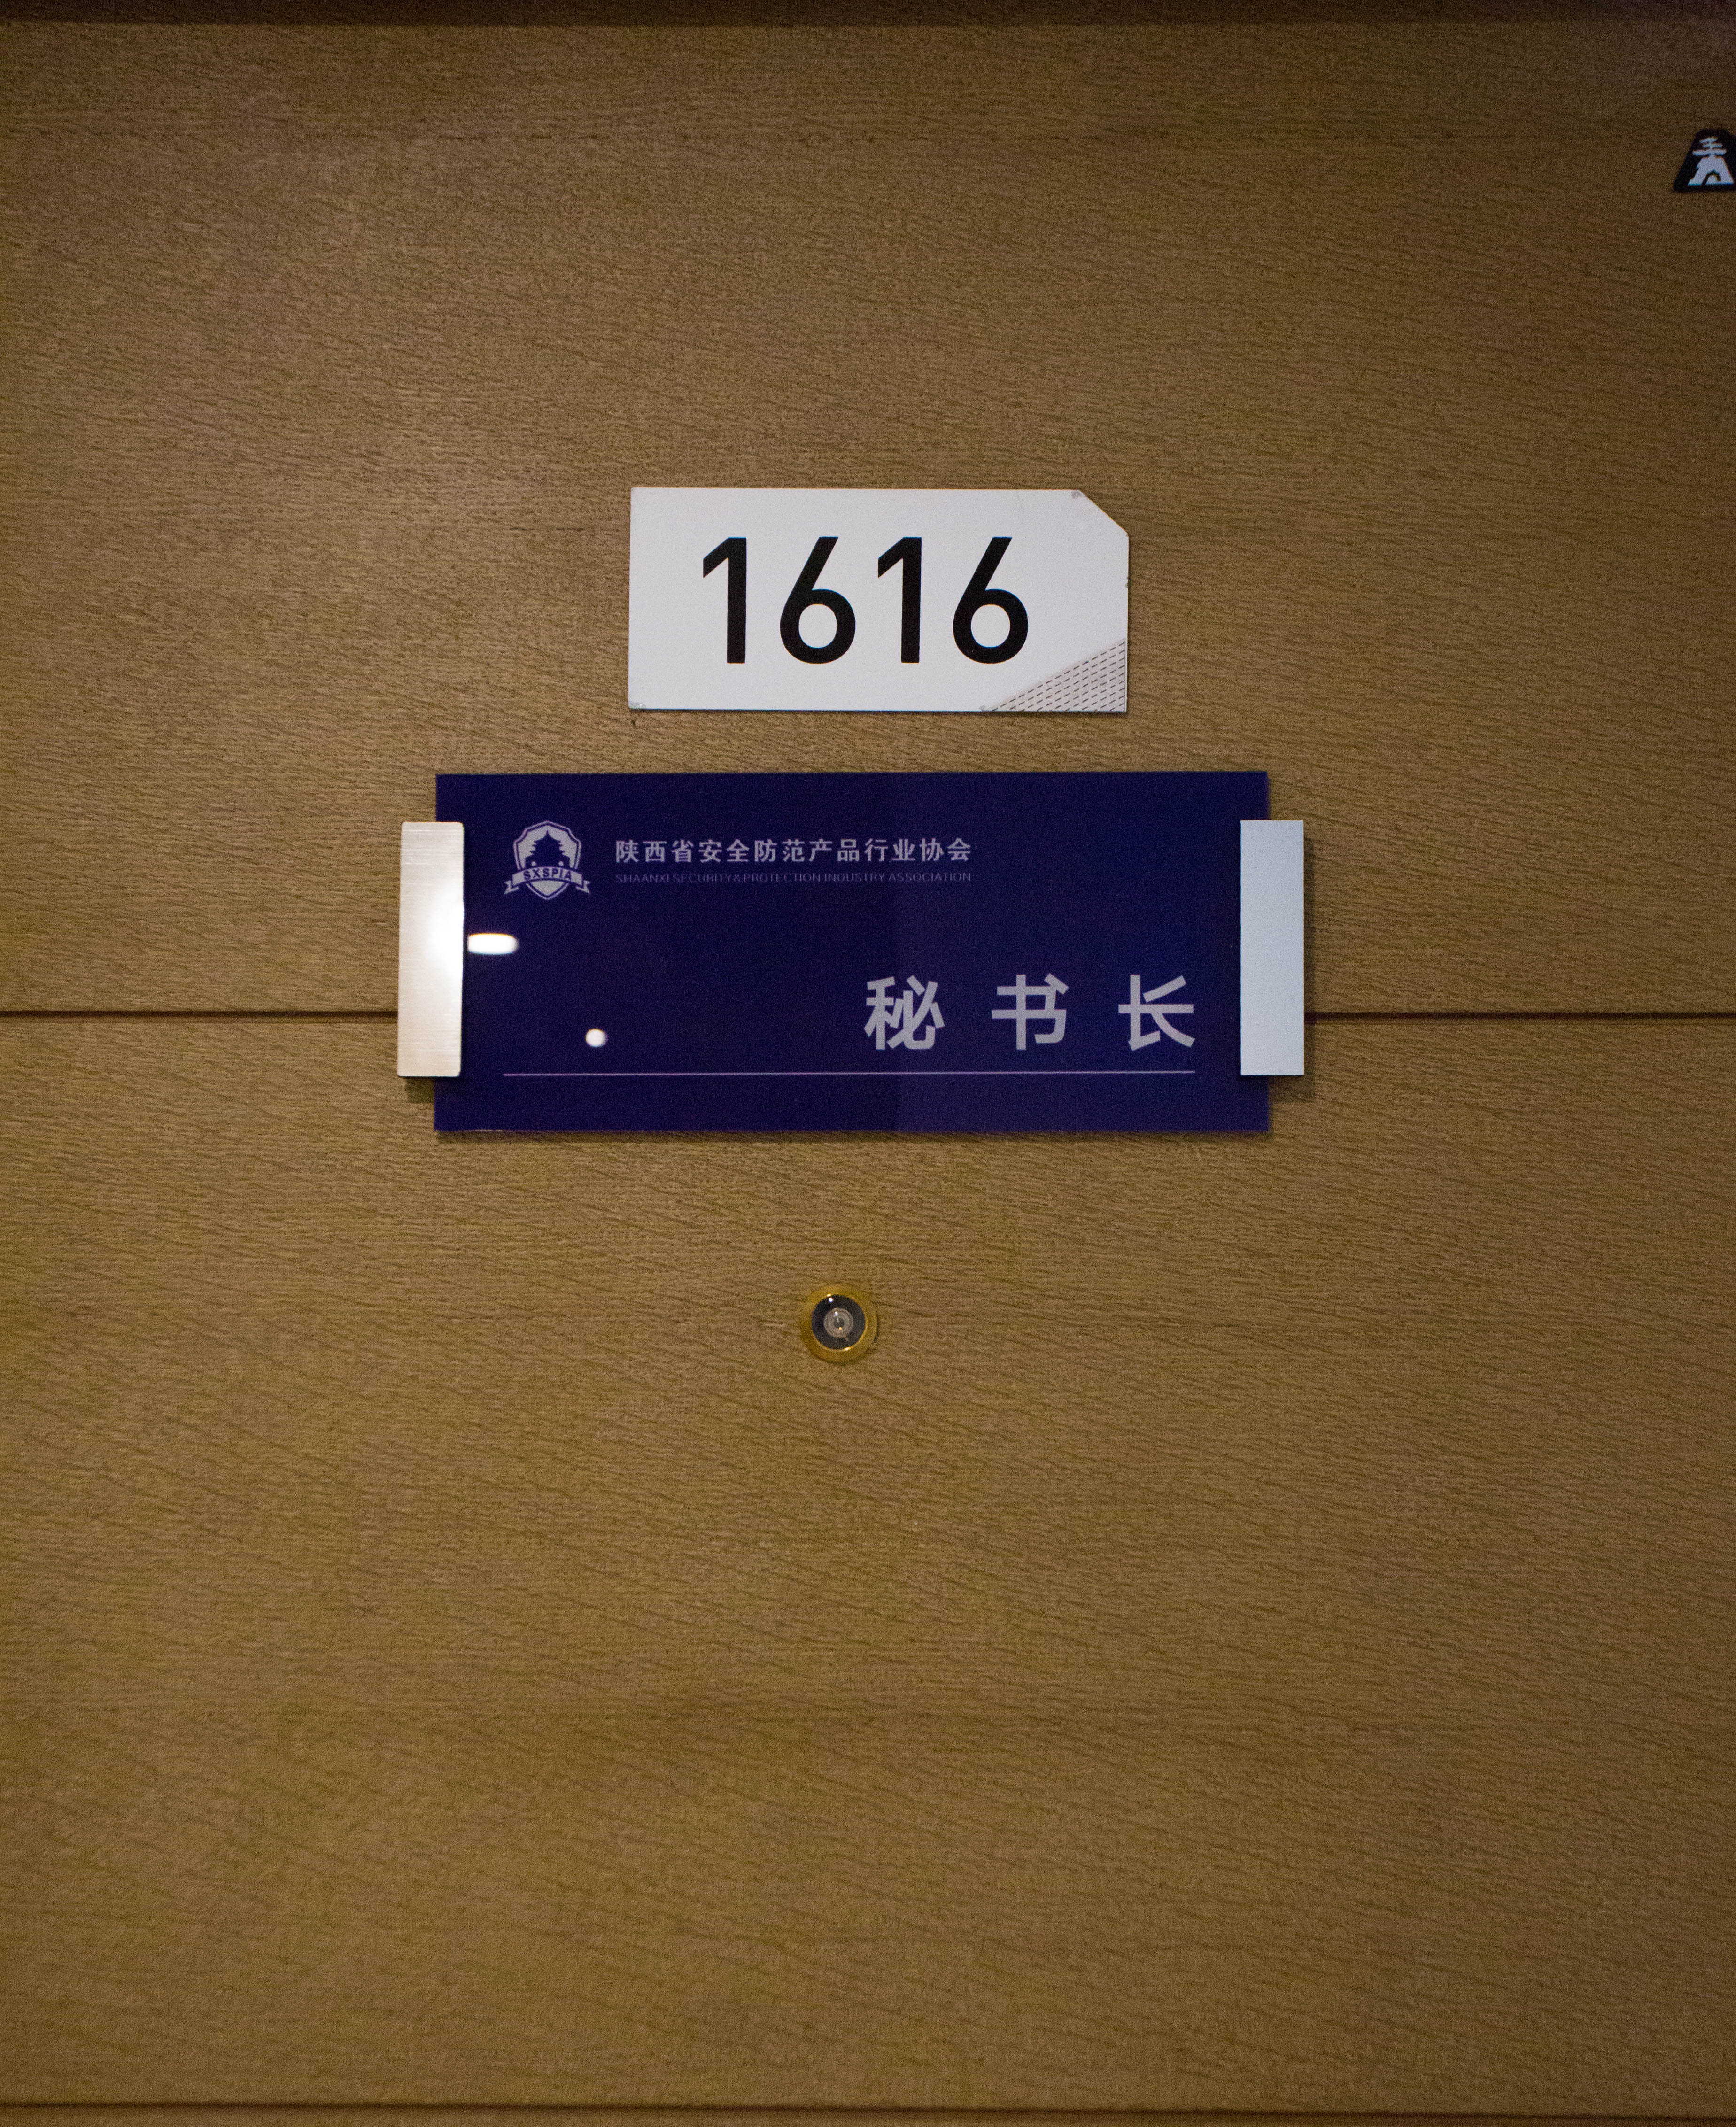 1616
陕西省安全防范产品行业协会
SHAANXI SECURITY&PROTECTION INDUSTRY ASSOCIATION
SXSPIA
秘书长